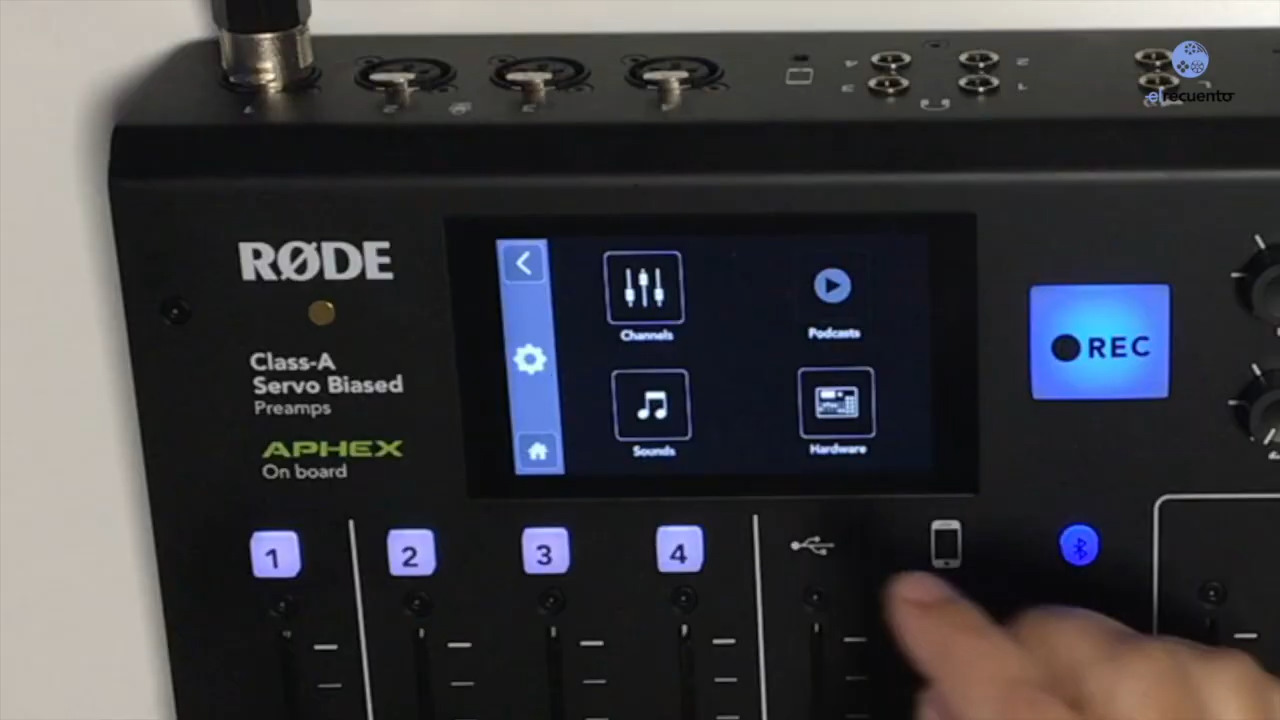 elrecuento
RØDE
Class-A
Servo Biased
Preamps
APHEX
On board
Channels
Podcasts
Sounds
Hardware
REC
1
2
3
4